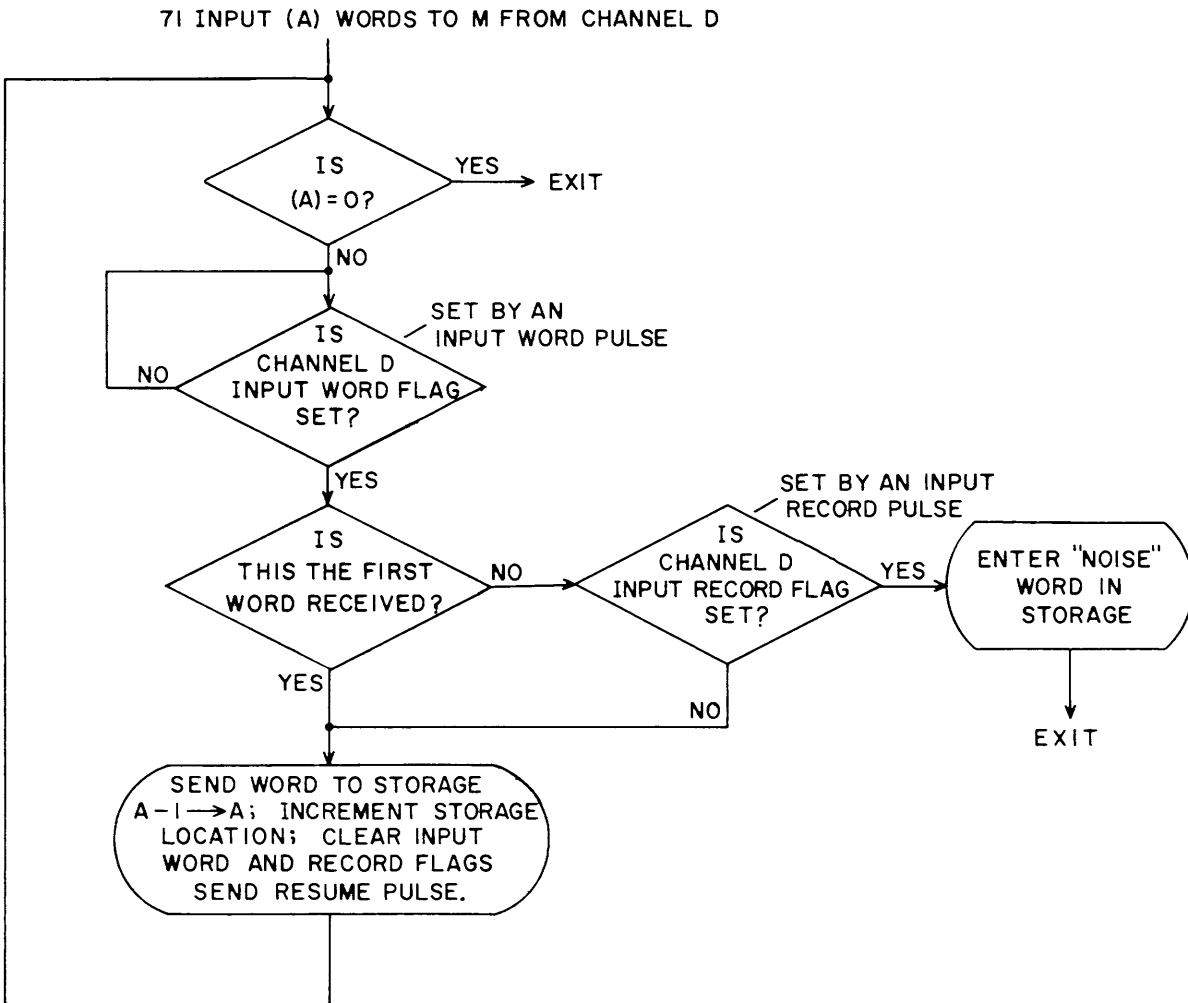 71 INPUT (A) WORDS TO M FROM CHANNEL D
IS
(A) = 0?
YES
EXIT
NO
SET BY AN
INPUT WORD PULSE
IS
CHANNEL D
INPUT WORD FLAG
SET?
NO
YES
IS
THIS THE FIRST
WORD RECEIVED?
NO
SET BY AN INPUT
RECORD PULSE
IS
CHANNEL D
INPUT RECORD FLAG
SET?
YES
ENTER "NOISE"
WORD IN
STORAGE
YES
NO
EXIT
SEND WORD TO STORAGE
A - 1 → A; INCREMENT STORAGE
LOCATION; CLEAR INPUT
WORD AND RECORD FLAGS
SEND RESUME PULSE.